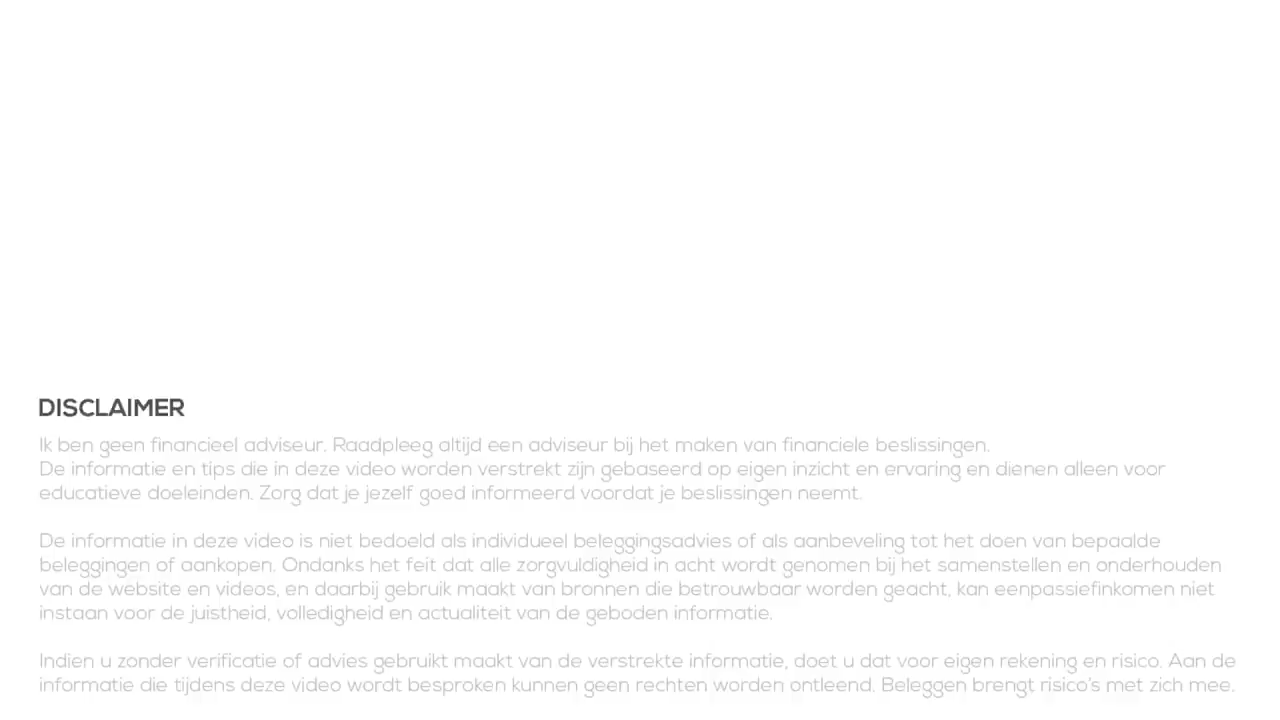 DISCLAIMER
Ik ben geen financieel adviseur. Raadpleeg altijd een adviseur bij het maken van financiele beslissingen.
De informatie en tips die in deze video worden verstrekt zijn gebaseerd op eigen inzicht en ervaring en dienen alleen voor
educatieve doeleinden. Zorg dat je jezelf goed informeerd voordat je beslissingen neemt.
De informatie in deze video is niet bedoeld als individueel beleggingsadvies of als aanbeveling tot het doen van bepaalde
beleggingen of aankopen. Ondanks het feit dat alle zorgvuldigheid in acht wordt genomen bij het samenstellen en onderhouden
van de website en videos, en daarbij gebruik maakt van bronnen die betrouwbaar worden geacht, kan eenpassiefinkomen niet
instaan voor de juistheid, volledigheid en actualiteit van de geboden informatie.
Indien u zonder verificatie of advies gebruikt maakt van de verstrekte informatie, doet u dat voor eigen rekening en risico. Aan de
informatie die tijdens deze video wordt besproken kunnen geen rechten worden ontleend. Beleggen brengt risico's met zich mee.